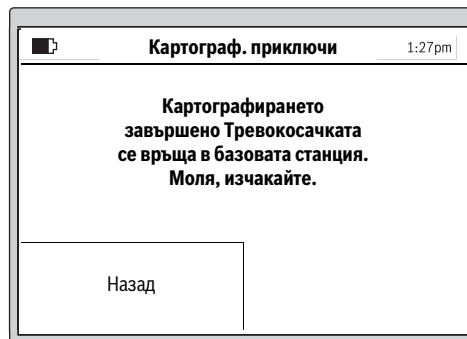 Картограф. приключи 1:27pm
Картографирането
завършено Тревокосачката
се връща в базовата станция.
Моля, изчакайте.
Назад